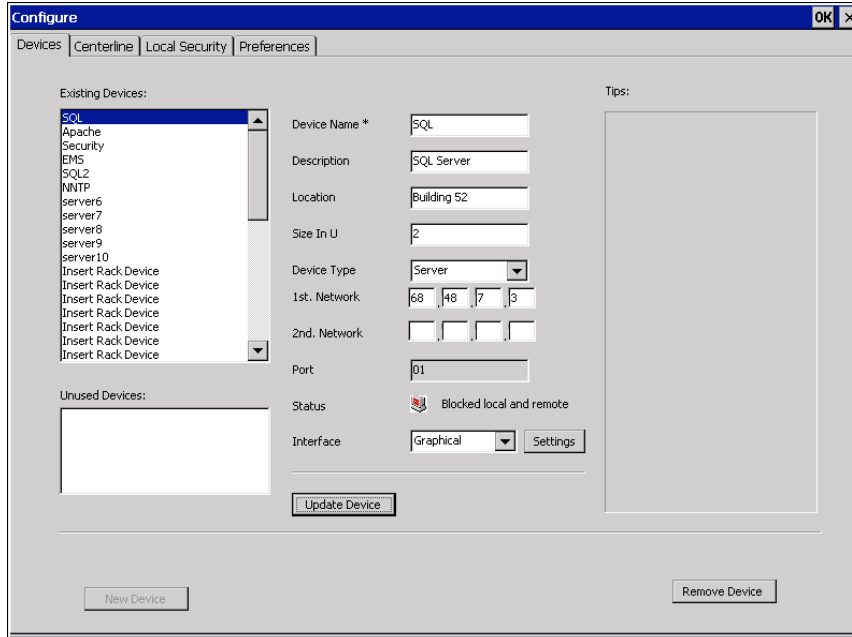 Configure OK ×
Devices Centerline Local Security Preferences
Existing Devices:
SQL
Apache
Security
EMS
SQL2
NNTP
server6
server7
server8
server9
server10
Insert Rack Device
Insert Rack Device
Insert Rack Device
Insert Rack Device
Insert Rack Device
Insert Rack Device
Insert Rack Device
Unused Devices:
Device Name * SQL
Description SQL Server
Location Building 52
Size In U 2
Device Type Server
1st. Network 68 . 48 . 7 . 3
2nd. Network . . .
Port 01
Status Blocked local and remote
Interface Graphical Settings
Update Device
Tips:
New Device
Remove Device